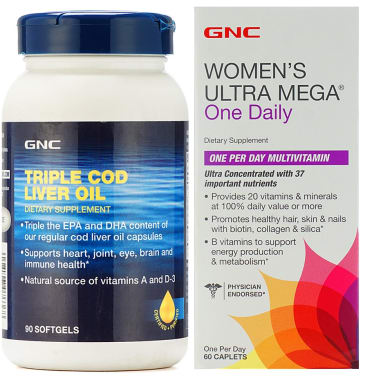 GNC
TRIPLE COD
LIVER OIL
DIETARY SUPPLEMENT
•Triple the EPA and DHA content of
our regular cod liver oil capsules
•Supports heart, joint, eye, brain and
immune health*
•Natural source of vitamins A and D-3
90 SOFTGELS
GNC
WOMEN'S
ULTRA MEGA®
One Daily
Dietary Supplement
ONE PER DAY MULTIVITAMIN
Ultra Concentrated with 37
important nutrients
• Provides 20 vitamins & minerals
at 100% daily value or more
• Promotes healthy hair, skin & nails
with biotin, collagen & silica*
• B vitamins to support
energy production
& metabolism*
PHYSICIAN
ENDORSED*
One Per Day
60 CAPLETS